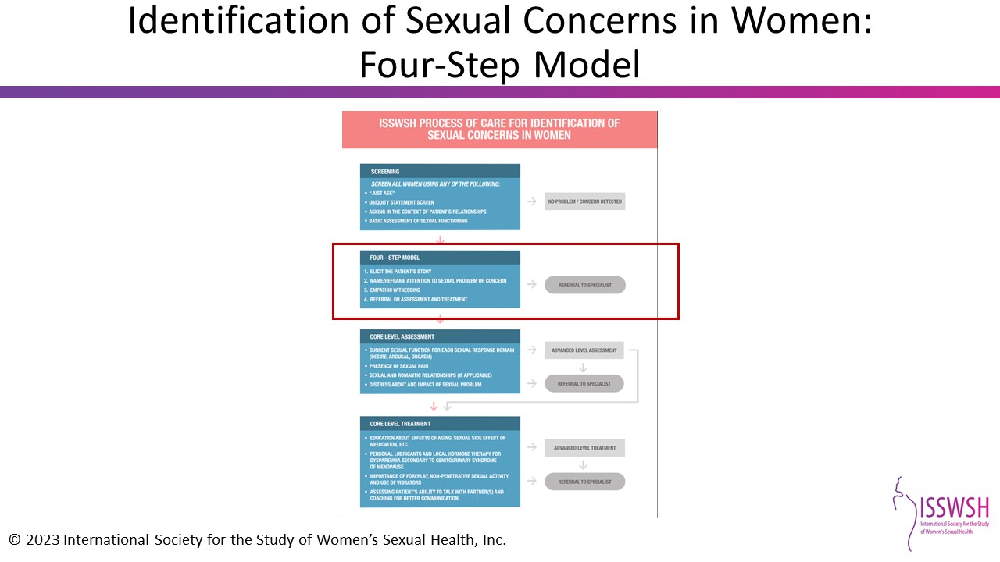 Identification of Sexual Concerns in Women:
Four-Step Model
ISSWSH PROCESS OF CARE FOR IDENTIFICATION OF
SEXUAL CONCERNS IN WOMEN
SCREENING
SCREEN ALL WOMEN USING ANY OF THE FOLLOWING:
• “JUST ASK”
• UBIQUITY STATEMENT SCREEN
• ASKING IN THE CONTEXT OF PATIENT'S RELATIONSHIPS
• BASIC ASSESSMENT OF SEXUAL FUNCTIONING
NO PROBLEM / CONCERN DETECTED
FOUR - STEP MODEL
1. ELICIT THE PATIENT'S STORY
2. NAME/REFRAME ATTENTION TO SEXUAL PROBLEM OR CONCERN
3. EMPATHIC WITNESSING
4. REFERRAL OR ASSESSMENT AND TREATMENT
REFERRAL TO SPECIALIST
CORE LEVEL ASSESSMENT
• CURRENT SEXUAL FUNCTION FOR EACH SEXUAL RESPONSE DOMAIN
(DESIRE, AROUSAL, ORGASM)
• PRESENCE OF SEXUAL PAIN
• SEXUAL AND ROMANTIC RELATIONSHIPS (IF APPLICABLE)
• DISTRESS ABOUT AND IMPACT OF SEXUAL PROBLEM
ADVANCED LEVEL ASSESSMENT
REFERRAL TO SPECIALIST
CORE LEVEL TREATMENT
• EDUCATION ABOUT EFFECTS OF AGING, SEXUAL SIDE EFFECT OF
MEDICATION, ETC.
• PERSONAL LUBRICANTS AND LOCAL HORMONE THERAPY FOR
DYSPAREUNIA SECONDARY TO GENITOURINARY SYNDROME
OF MENOPAUSE
• IMPORTANCE OF FOREPLAY, NON-PENETRATIVE SEXUAL ACTIVITY,
AND USE OF VIBRATORS
• ASSESSING PATIENT'S ABILITY TO TALK WITH PARTNER(S) AND
COACHING FOR BETTER COMMUNICATION
ADVANCED LEVEL TREATMENT
REFERRAL TO SPECIALIST
© 2023 International Society for the Study of Women’s Sexual Health, Inc.
ISSWSH
International Society for the Study
of Women's Sexual Health